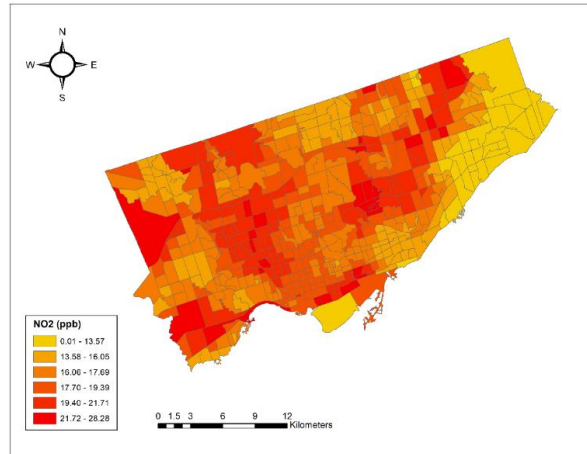 N
W E
S
NO2 (ppb)
0.01 - 13.57
13.58 - 16.05
16.06 - 17.69
17.70 - 19.39
19.40 - 21.71
21.72 - 28.28
0 1.5 3 6 9 12
Kilometers